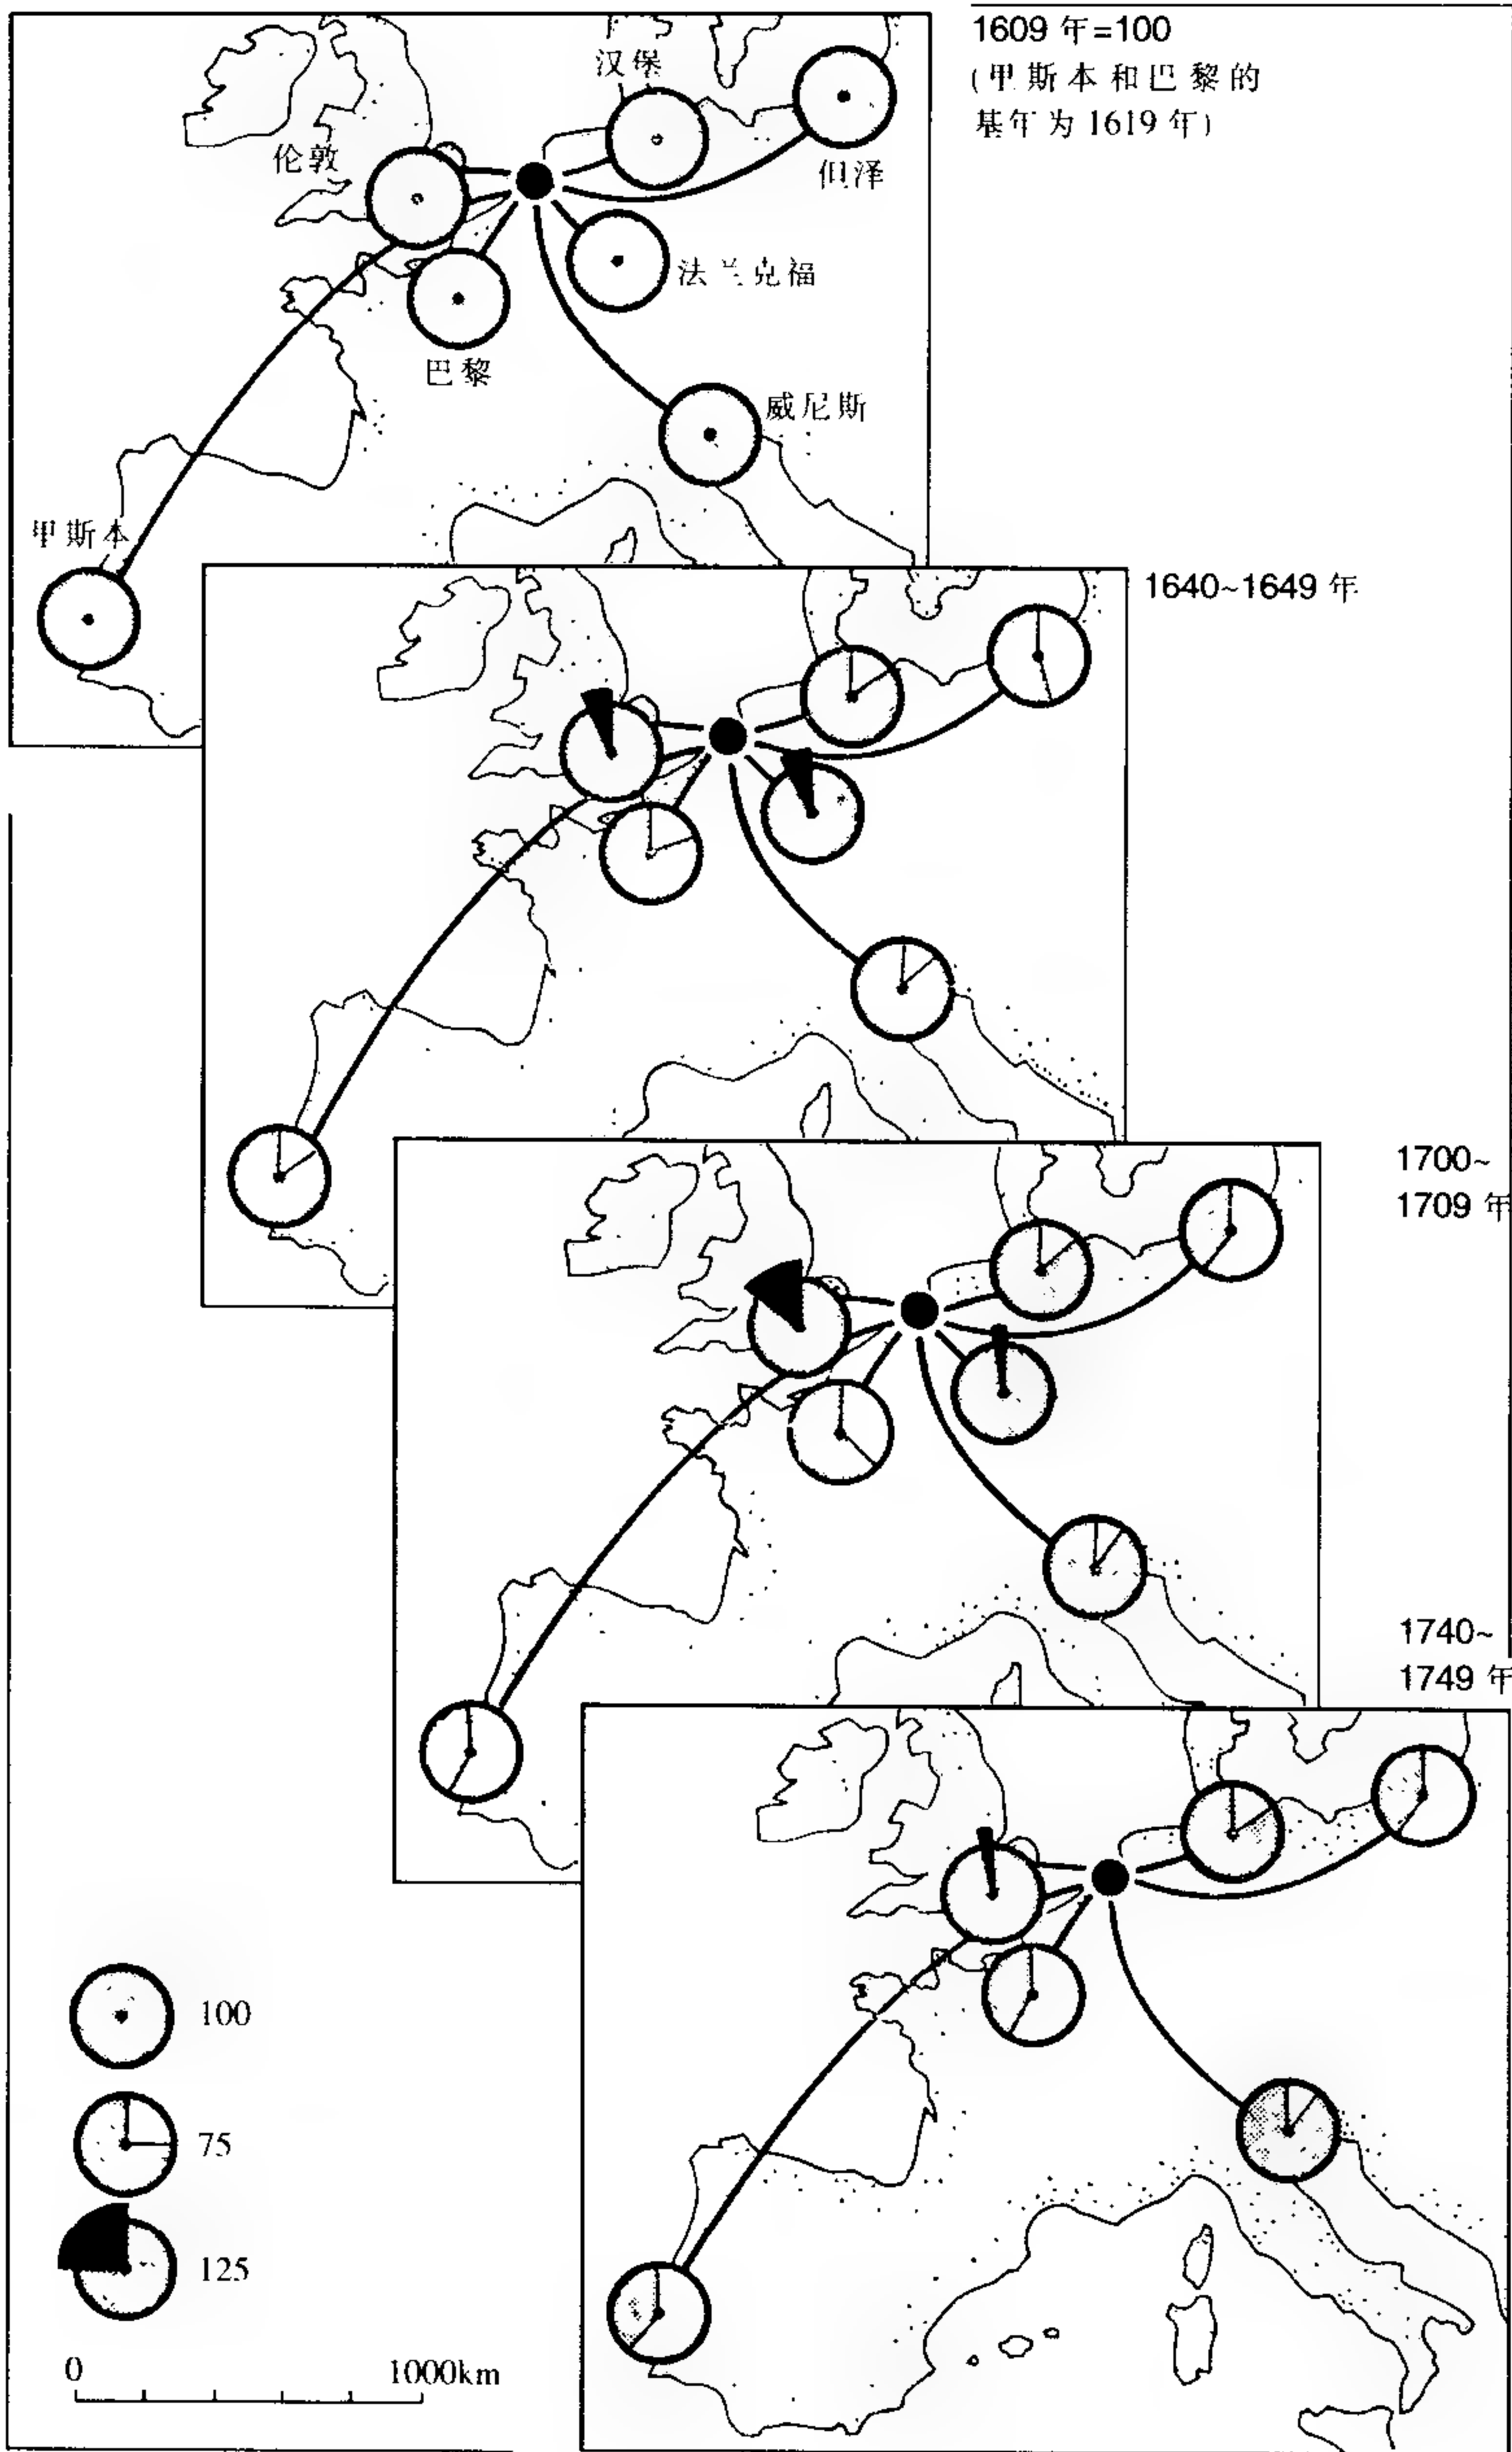 1609 年=100
(里斯本和巴黎的
基年为 1619 年)
汉堡
伦敦
但泽
法兰克福
巴黎
威尼斯
里斯本
1640~1649 年
1700~
1709 年
1740~
1749 年
100
75
125
0
1000km